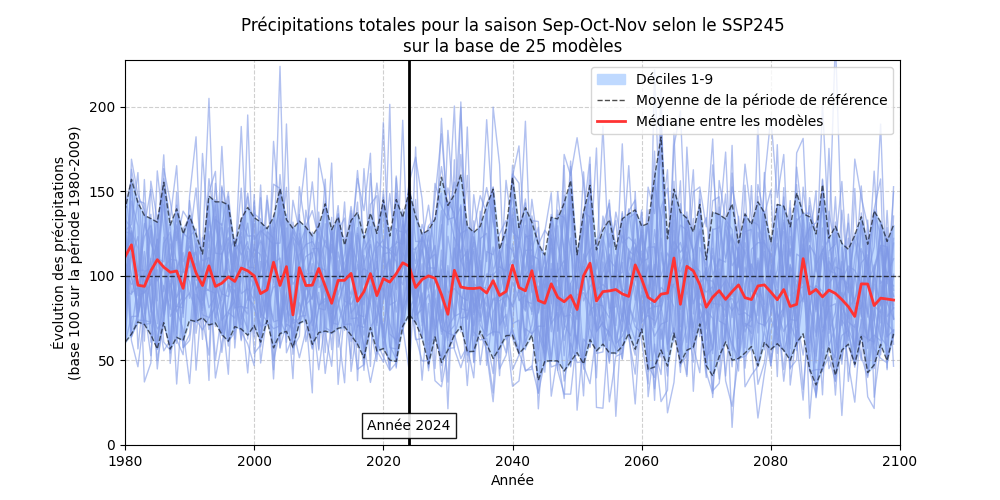 Précipitations totales pour la saison Sep-Oct-Nov selon le SSP245
sur la base de 25 modèles
Évolution des précipitations
(base 100 sur la période 1980-2009)
200
150
100
50
0
Déciles 1-9
Moyenne de la période de référence
Médiane entre les modèles
Année 2024
1980
2000
2020
2040
2060
2080
2100
Année